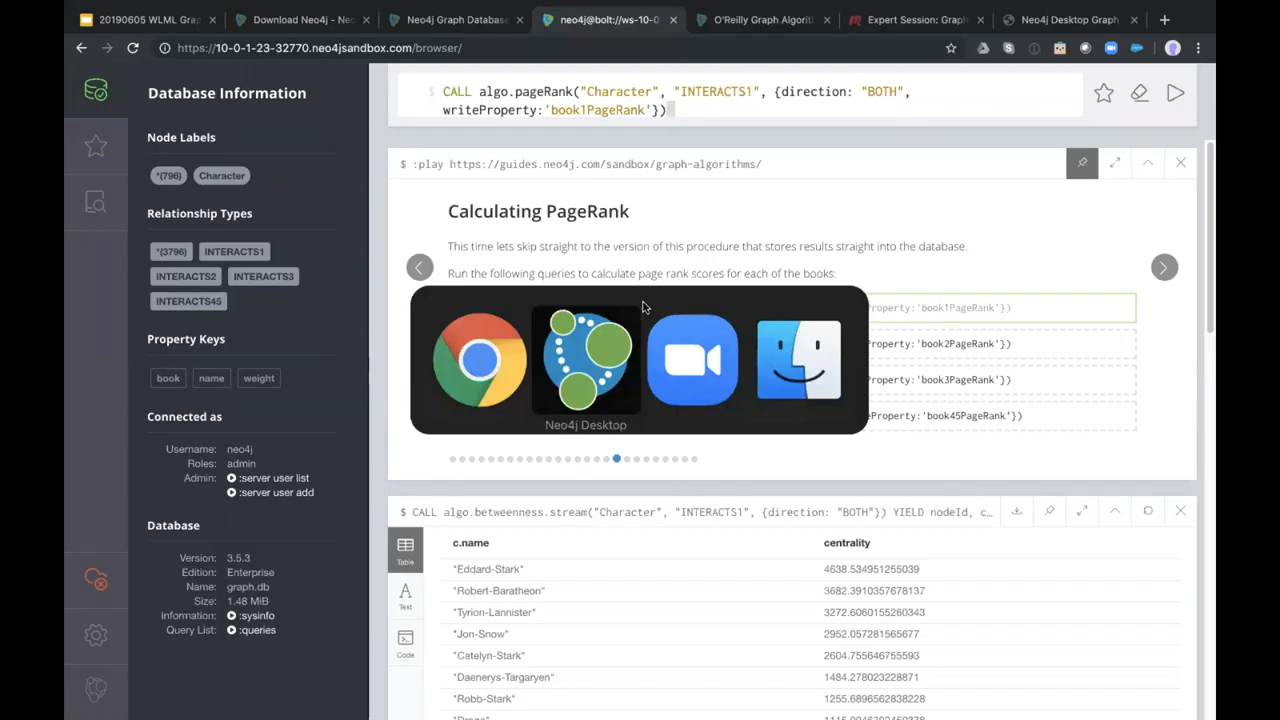 20190605 WLML Gra
Download Neo4j - Neo
Neo4j Graph Database
neo4j@bolt://ws-10-0
O'Reilly Graph Algorit
Expert Session: Graph
Neo4j Desktop Graph
https://10-0-1-23-32770.neo4jsandbox.com/browser/
Database Information
Node Labels
*(796) Character
Relationship Types
*(3796) INTERACTS1
INTERACTS2 INTERACTS3
INTERACTS45
Property Keys
book name weight
Connected as
Username: neo4j
Roles: admin
Admin: :server user list
:server user add
Database
Version: 3.5.3
Edition: Enterprise
Name: graph.db
Size: 1.48 MiB
Information: :sysinfo
Query List: :queries
$ CALL algo.pageRank("Character", "INTERACTS1", {direction: "BOTH",
writeProperty:'book1PageRank'})
$ :play https://guides.neo4j.com/sandbox/graph-algorithms/
Calculating PageRank
This time lets skip straight to the version of this procedure that stores results straight into the database.
Run the following queries to calculate page rank scores for each of the books:
Property:'book1PageRank'})
Property:'book2PageRank'})
Property:'book3PageRank'})
eProperty:'book45PageRank'})
Neo4j Desktop
$ CALL algo.betweenness.stream("Character", "INTERACTS1", {direction: "BOTH"}) YIELD nodeId, c…
Table
Text
Code
c.name centrality
"Eddard-Stark" 4638.534951255039
"Robert-Baratheon" 3682.3910357678137
"Tyrion-Lannister" 3272.6060155260343
"Jon-Snow" 2952.057281565677
"Catelyn-Stark" 2604.755646755593
"Daenerys-Targaryen" 1484.278023228871
"Robb-Stark" 1255.6896562838228